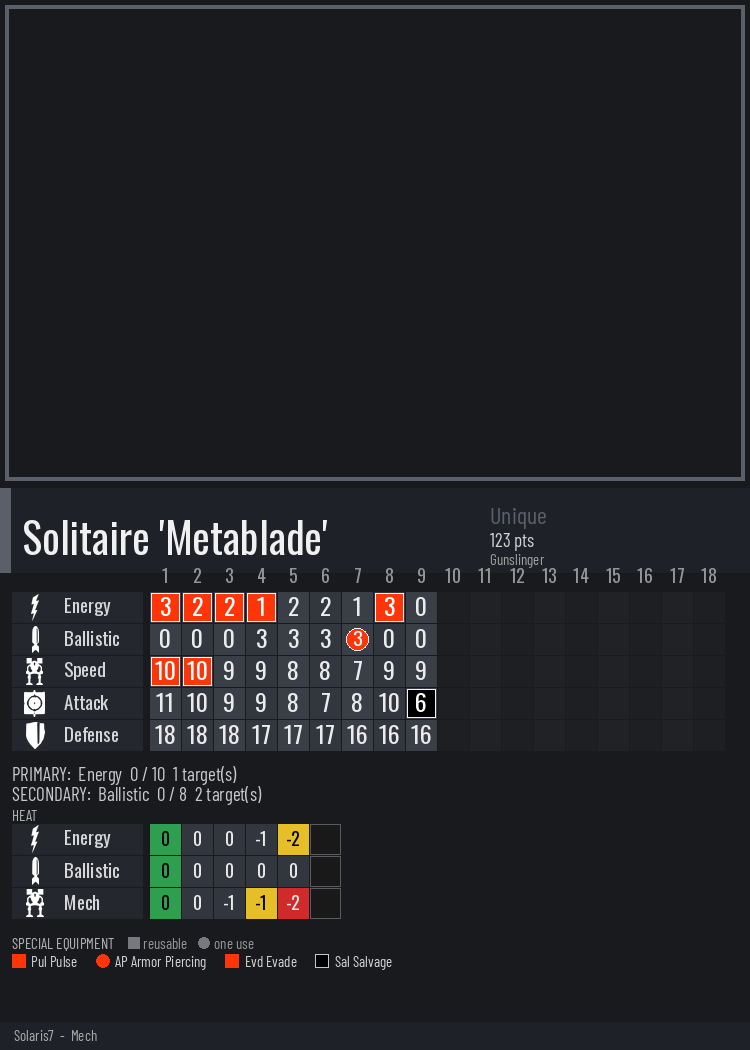 Solitaire 'Metablade'
Unique
123 pts
Gunslinger
1 2 3 4 5 6 7 8 9 10 11 12 13 14 15 16 17 18
Energy 3 2 2 1 2 2 1 3 0
Ballistic 0 0 0 3 3 3 3 0 0
Speed 10 10 9 9 8 8 7 9 9
Attack 11 10 9 9 8 7 8 10 6
Defense 18 18 18 17 17 17 16 16 16
PRIMARY: Energy 0 / 10 1 target(s)
SECONDARY: Ballistic 0 / 8 2 target(s)
HEAT
Energy 0 0 0 -1 -2
Ballistic 0 0 0 0 0
Mech 0 0 -1 -1 -2
SPECIAL EQUIPMENT reusable one use
Pul Pulse AP Armor Piercing Evd Evade Sal Salvage
Solaris7 - Mech